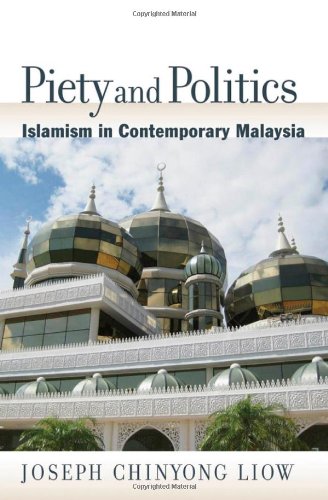 Piety and Politics
Islamism in Contemporary Malaysia
JOSEPH CHINYONG LIOW